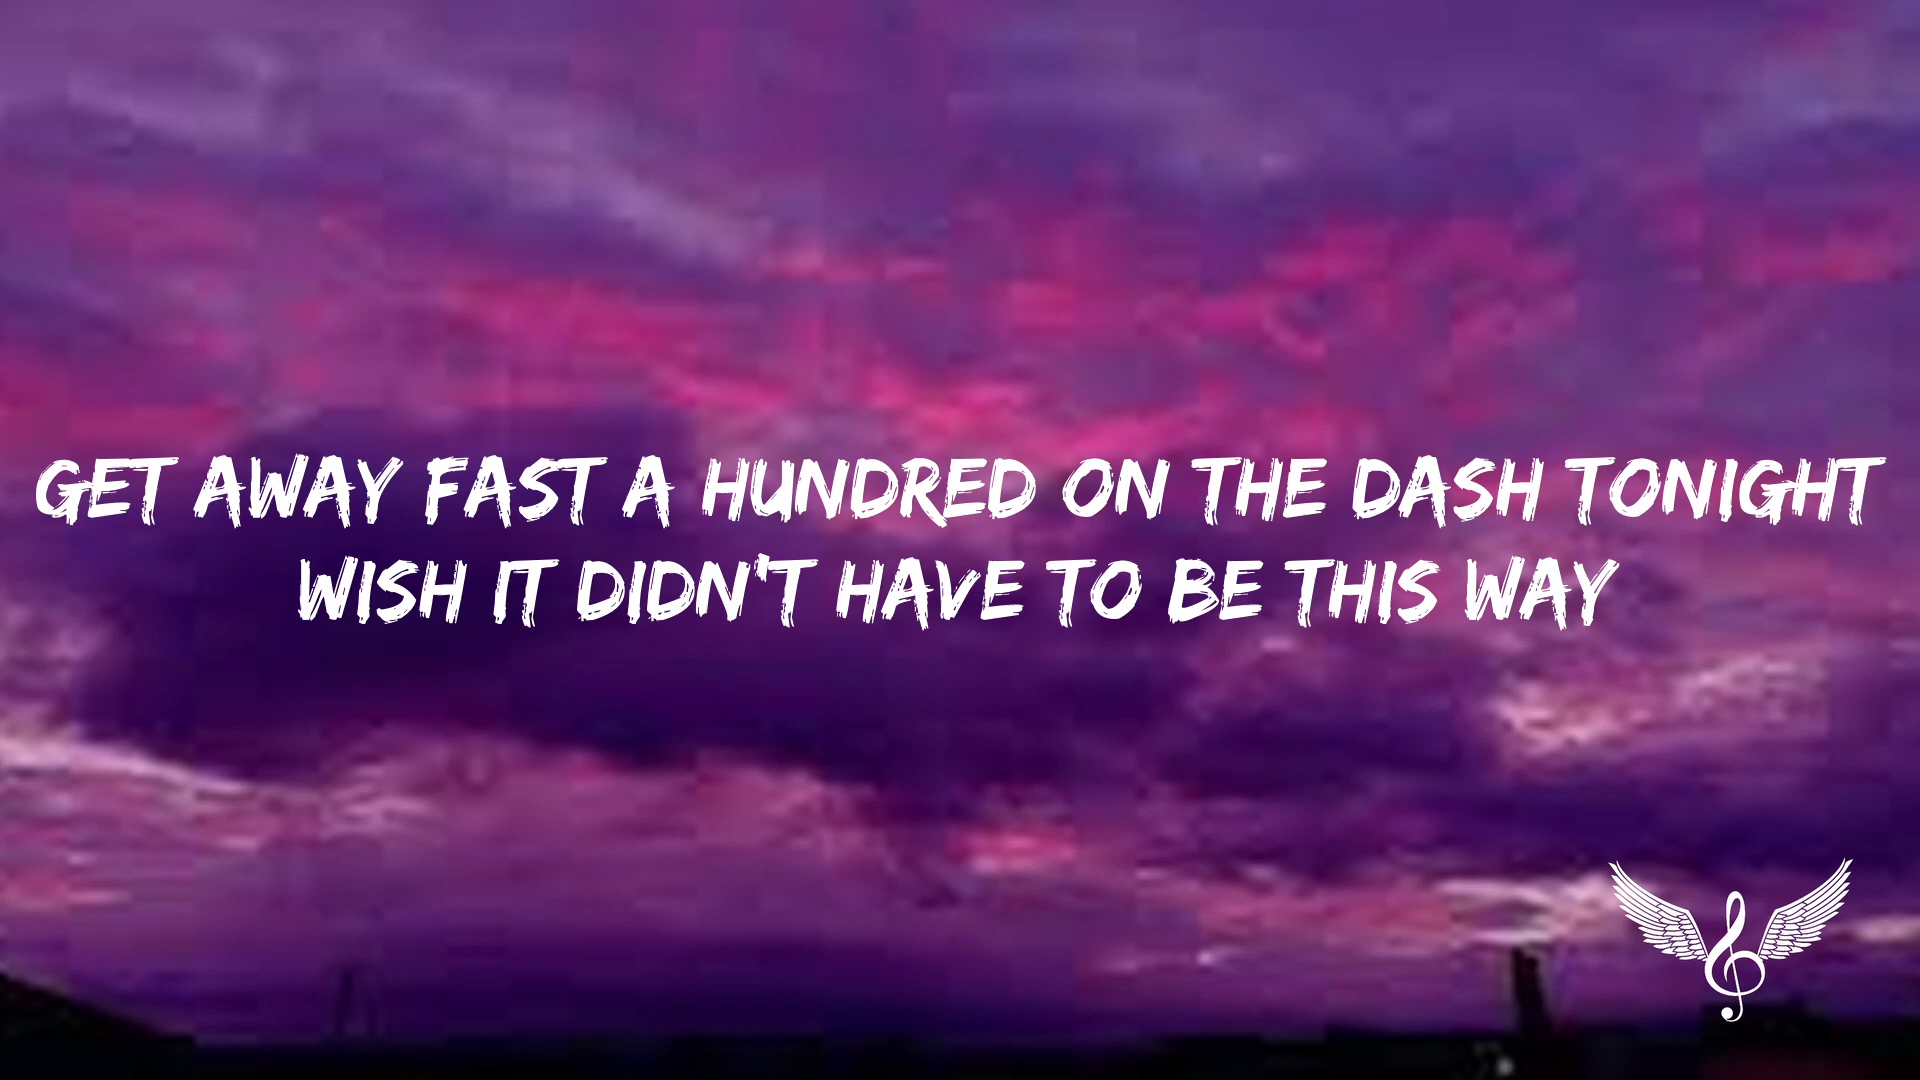 GET AWAY FAST A HUNDRED ON THE DASH TONIGHT
WISH IT DIDN'T HAVE TO BE THIS WAY